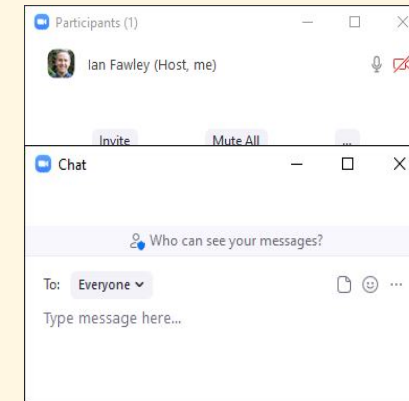 Participants (1)
Ian Fawley (Host, me)
Invite Mute All ...
Chat
Who can see your messages?
To: Everyone
Type message here...